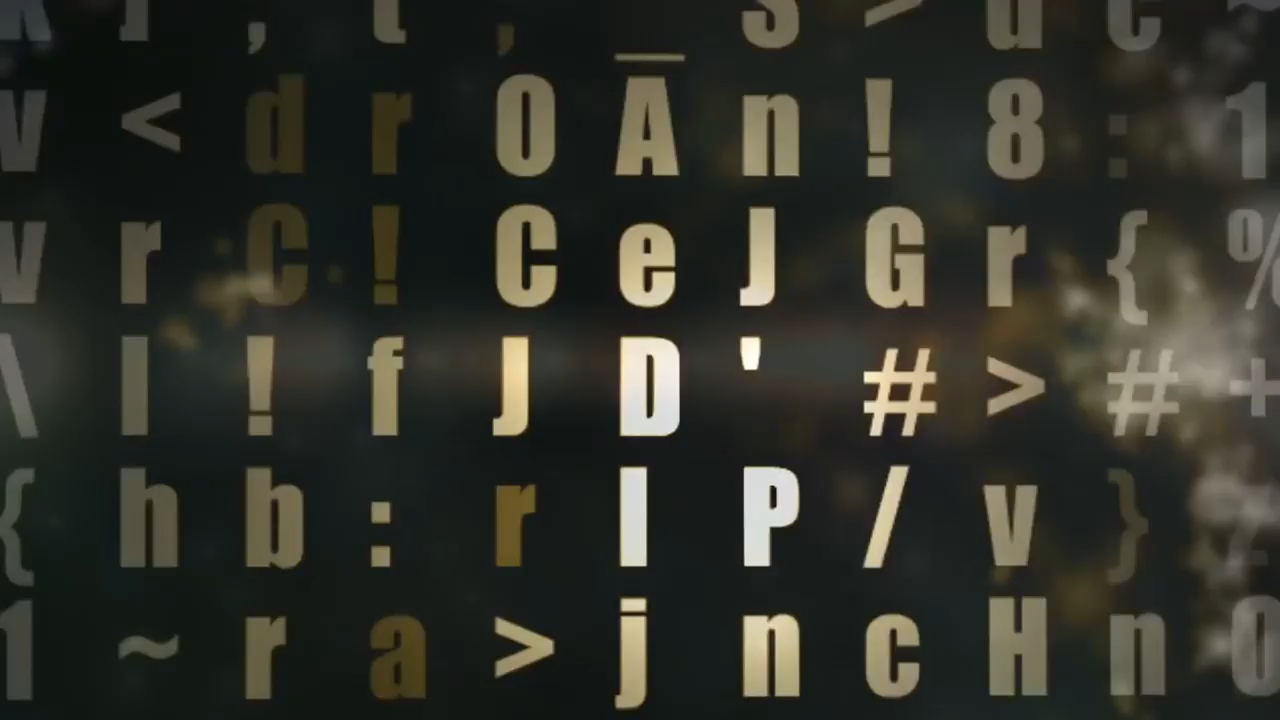 ] , t , _ S > u C ~
V < d r O A n ! 8 : 1
V r C ! C e J G r { %
\ l ! f J D ' # > # +
{ h b : r I P / v }
1 ~ r a > j n c H n 0